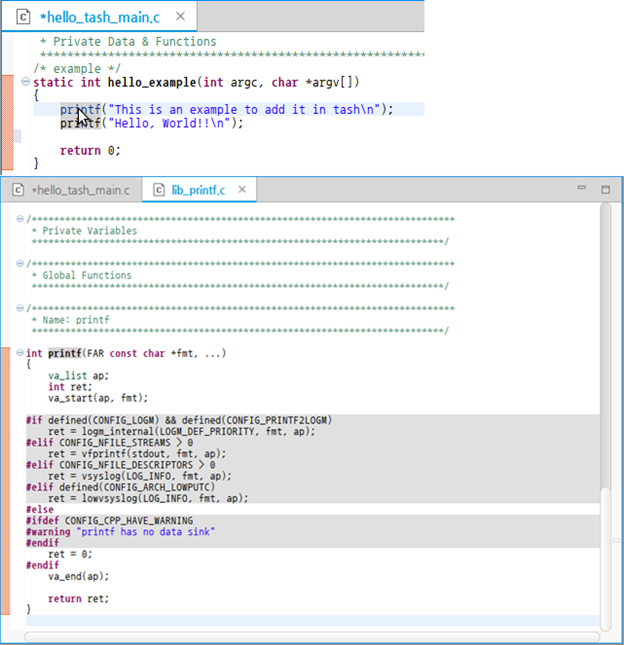 *hello_tash_main.c
* Private Data & Functions
****************************************************************************
/* example */
static int hello_example(int argc, char *argv[])
{
printf("This is an example to add it in tash\n");
printf("Hello, World!!\n");
return 0;
}
*hello_tash_main.c lib_printf.c
/****************************************************************************
* Private Variables
****************************************************************************/
/****************************************************************************
* Global Functions
****************************************************************************/
/****************************************************************************
* Name: printf
****************************************************************************/
int printf(FAR const char *fmt, ...)
{
va_list ap;
int ret;
va_start(ap, fmt);
#if defined(CONFIG_LOGM) && defined(CONFIG_PRINTF2LOGM)
ret = logm_internal(LOGM_DEF_PRIORITY, fmt, ap);
#elif CONFIG_NFILE_STREAMS > 0
ret = vfprintf(stdout, fmt, ap);
#elif CONFIG_NFILE_DESCRIPTORS > 0
ret = vsyslog(LOG_INFO, fmt, ap);
#elif defined(CONFIG_ARCH_LOWPUTC)
ret = lowvsyslog(LOG_INFO, fmt, ap);
#else
#ifdef CONFIG_CPP_HAVE_WARNING
#warning "printf has no data sink"
#endif
ret = 0;
#endif
va_end(ap);
return ret;
}